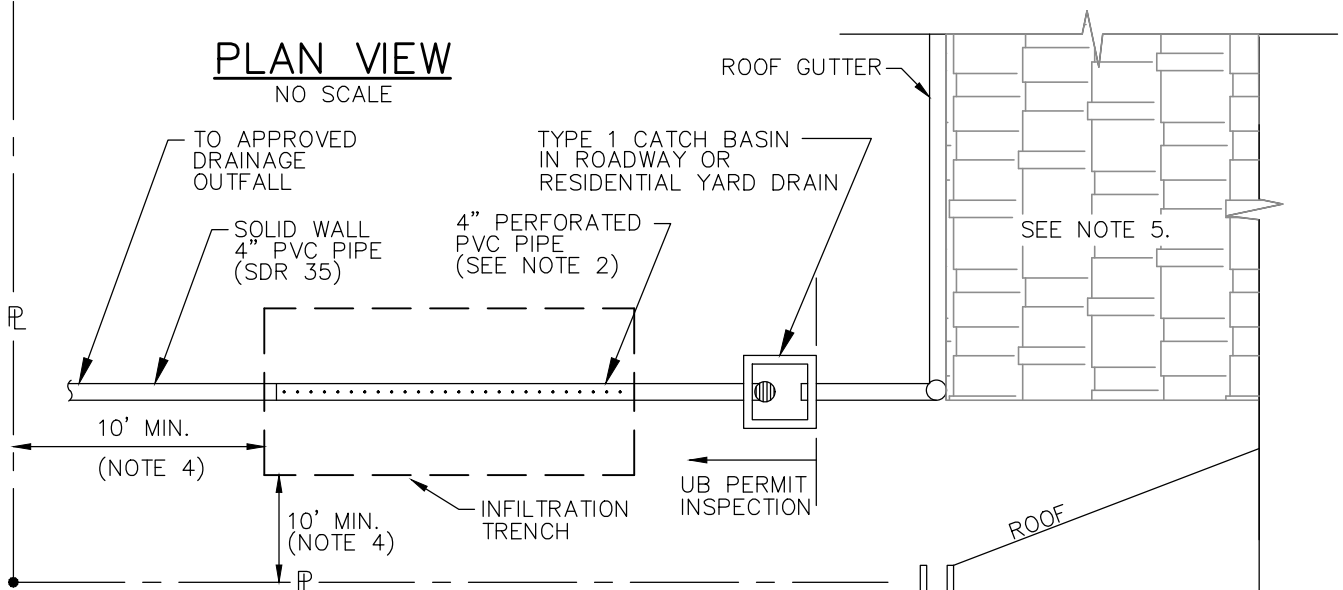 PLAN VIEW
NO SCALE
ROOF GUTTER
TO APPROVED
DRAINAGE
OUTFALL
TYPE 1 CATCH BASIN
IN ROADWAY OR
RESIDENTIAL YARD DRAIN
SOLID WALL
4" PVC PIPE
(SDR 35)
4" PERFORATED
PVC PIPE
(SEE NOTE 2)
SEE NOTE 5.
PL
10' MIN.
(NOTE 4)
UB PERMIT
INSPECTION
INFILTRATION
TRENCH
10' MIN.
(NOTE 4)
ROOF
PL